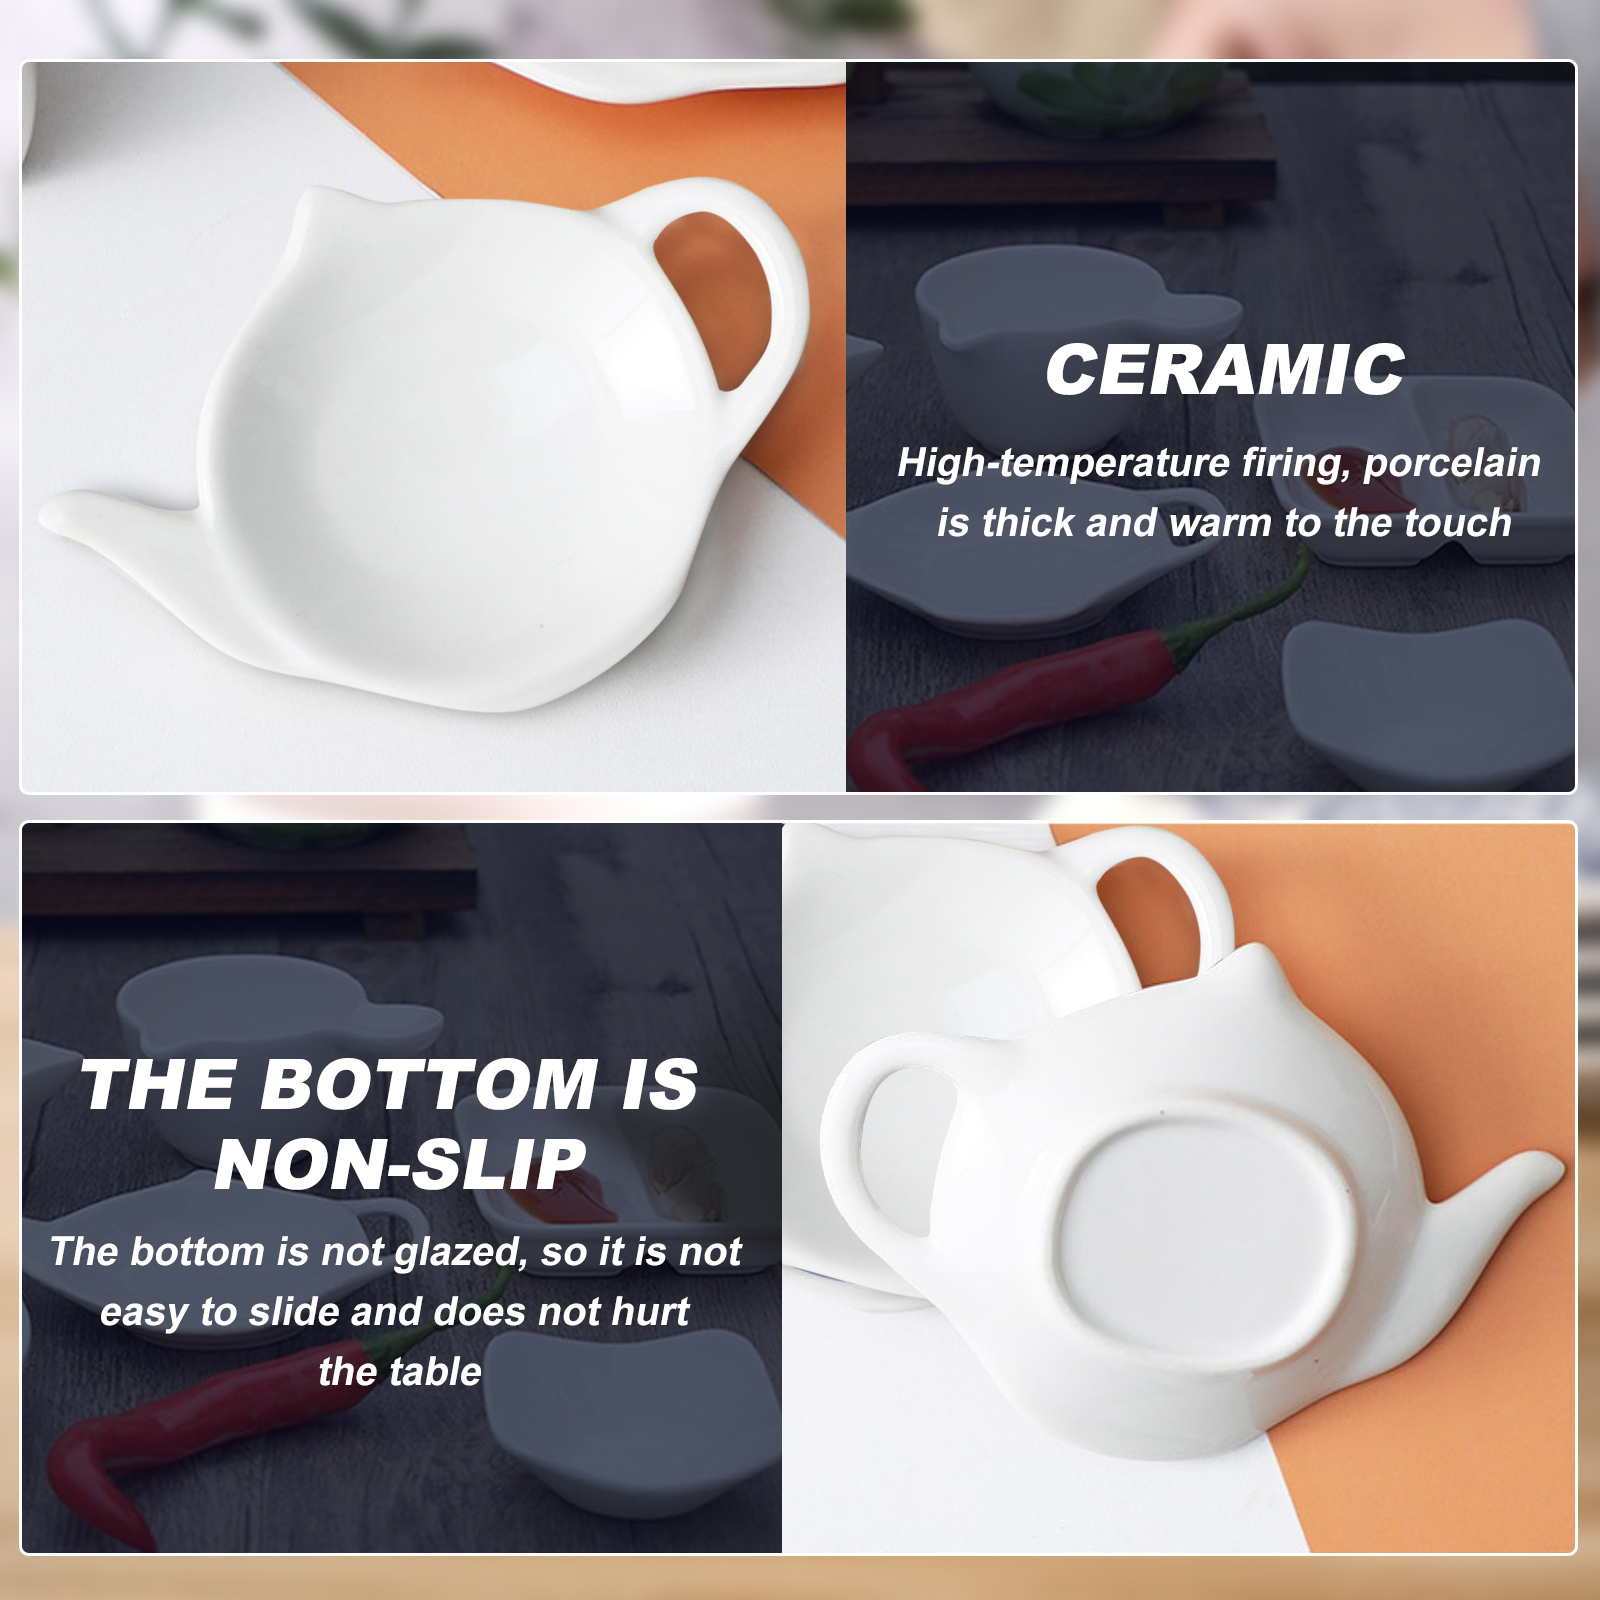 CERAMIC
High-temperature firing, porcelain
is thick and warm to the touch
THE BOTTOM IS
NON-SLIP
The bottom is not glazed, so it is not
easy to slide and does not hurt
the table